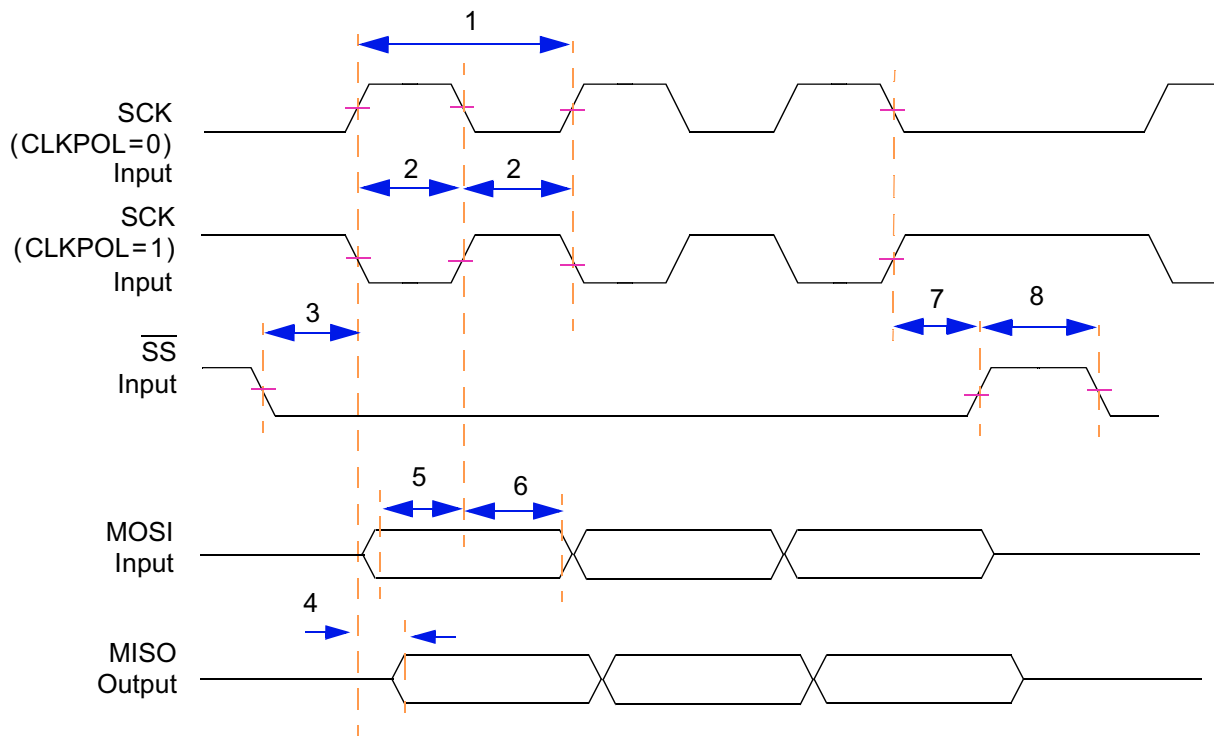 1
SCK
(CLKPOL=0)
Input
2 2
SCK
(CLKPOL=1)
Input
3
7 8
SS
Input
5 6
MOSI
Input
4
MISO
Output